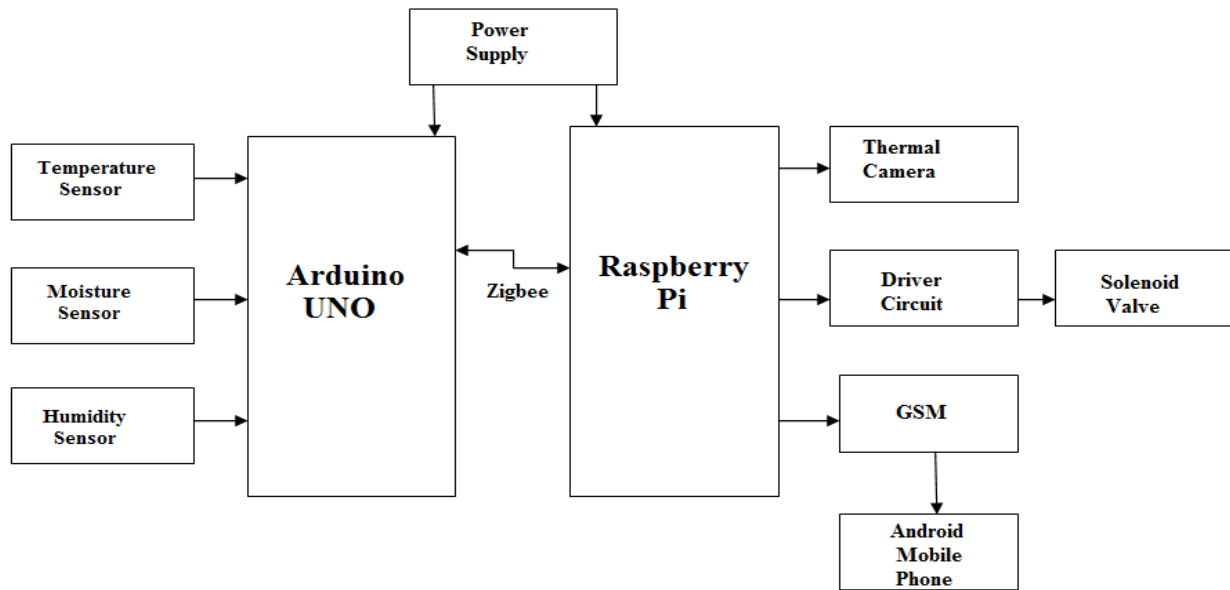 Power
Supply
Temperature
Sensor
Moisture
Sensor
Humidity
Sensor
Arduino
UNO
Zigbee
Raspberry
Pi
Thermal
Camera
Driver
Circuit
Solenoid
Valve
GSM
Android
Mobile
Phone